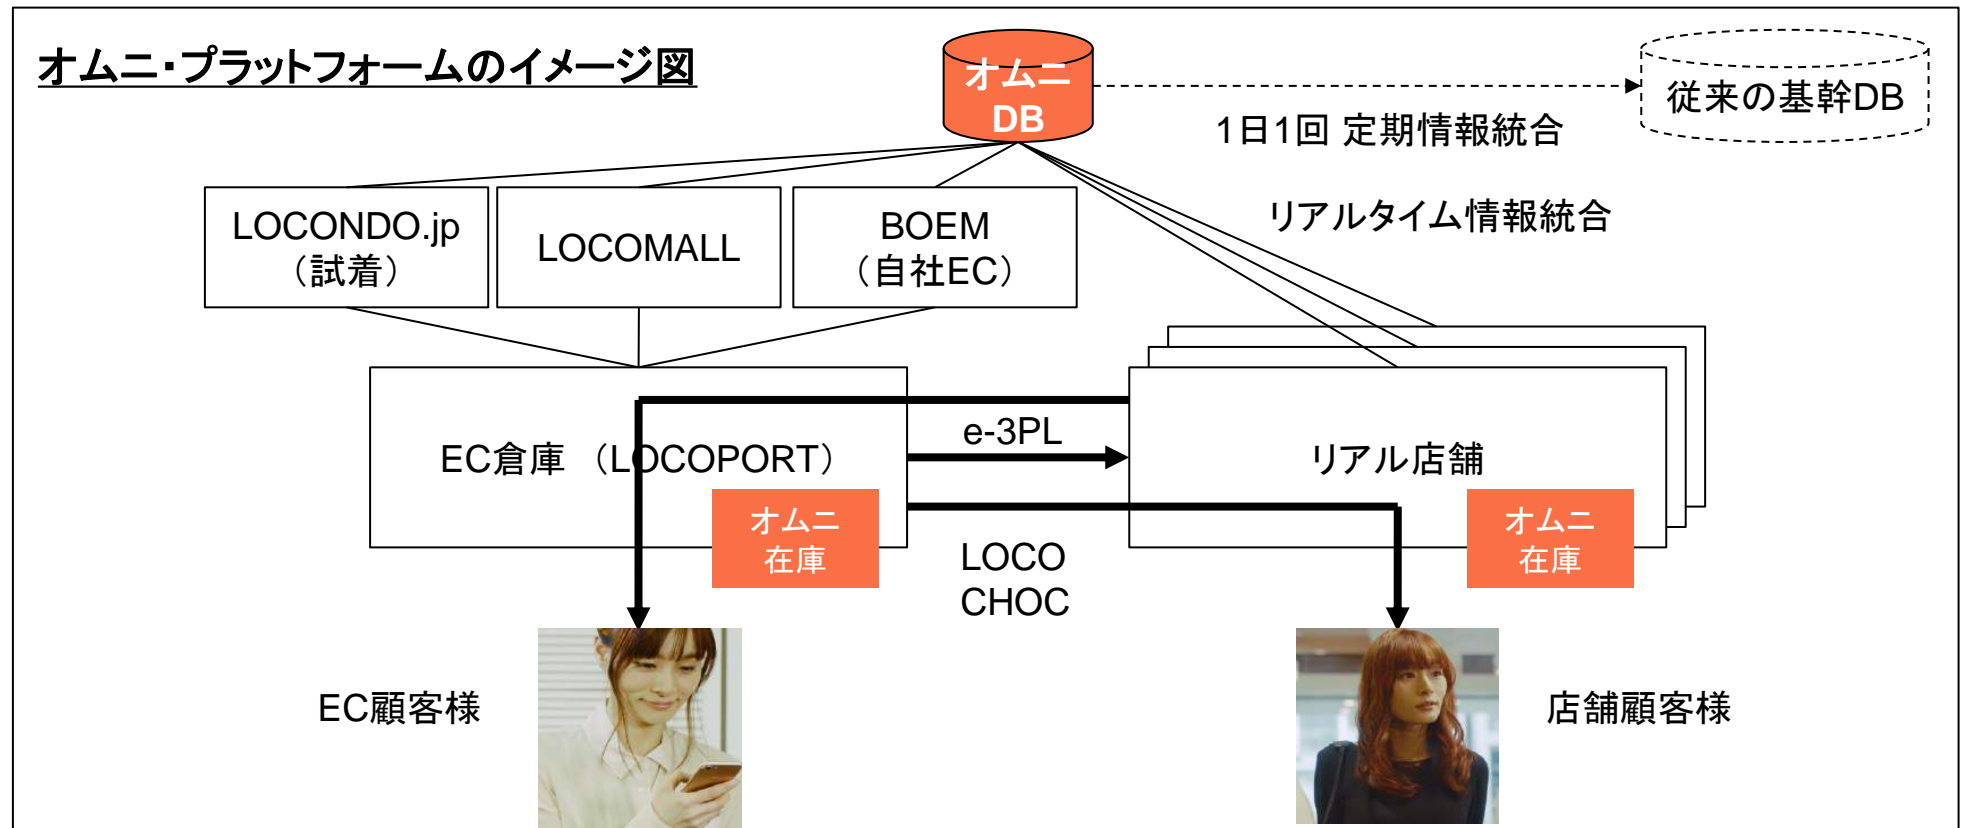 オムニ・プラットフォームのイメージ図
オムニ
DB
従来の基幹DB
1日1回 定期情報統合
リアルタイム情報統合
LOCONDO.jp
（試着）
LOCOMALL
BOEM
（自社EC）
EC倉庫 （LOCOPORT）
e-3PL
リアル店舗
オムニ
在庫
LOCO
CHOC
オムニ
在庫
EC顧客様
店舗顧客様